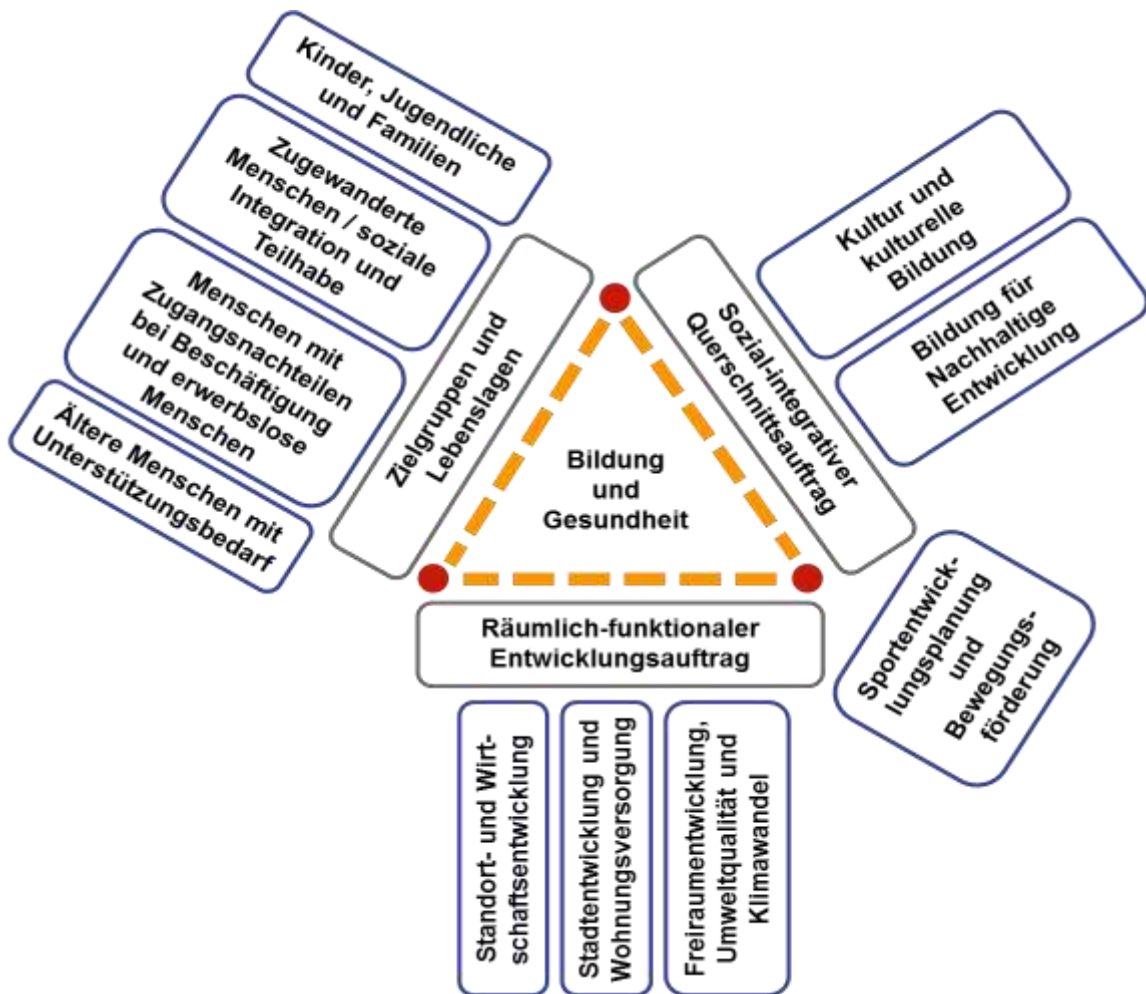 Kinder, Jugendliche
und Familien
Zugewanderte
Menschen / soziale
Integration und
Teilhabe
Menschen mit
Zugangsnachteilen
bei Beschäftigung
und erwerbslose
Menschen
Ältere Menschen mit
Unterstützungsbedarf
Zielgruppen und
Lebenslagen
Bildung
und
Gesundheit
Sozial-integrativer
Querschnittsauftrag
Kultur und
kulturelle
Bildung
Bildung für
Nachhaltige
Entwicklung
Sportentwick-
lungsplanung
und
Bewegungs-
förderung
Räumlich-funktionaler
Entwicklungsauftrag
Standort- und Wirt-
schaftsentwicklung
Stadtentwicklung und
Wohnungsversorgung
Freiraumentwicklung,
Umweltqualität und
Klimawandel